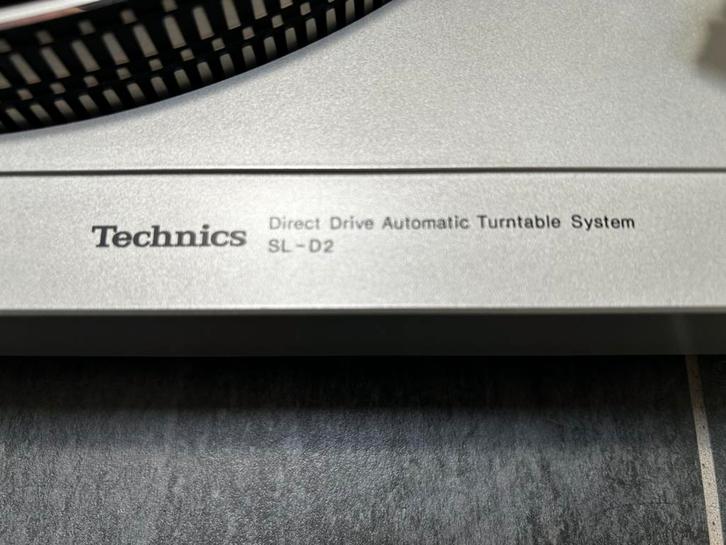 Technics
Direct Drive Automatic Turntable System
SL-D2